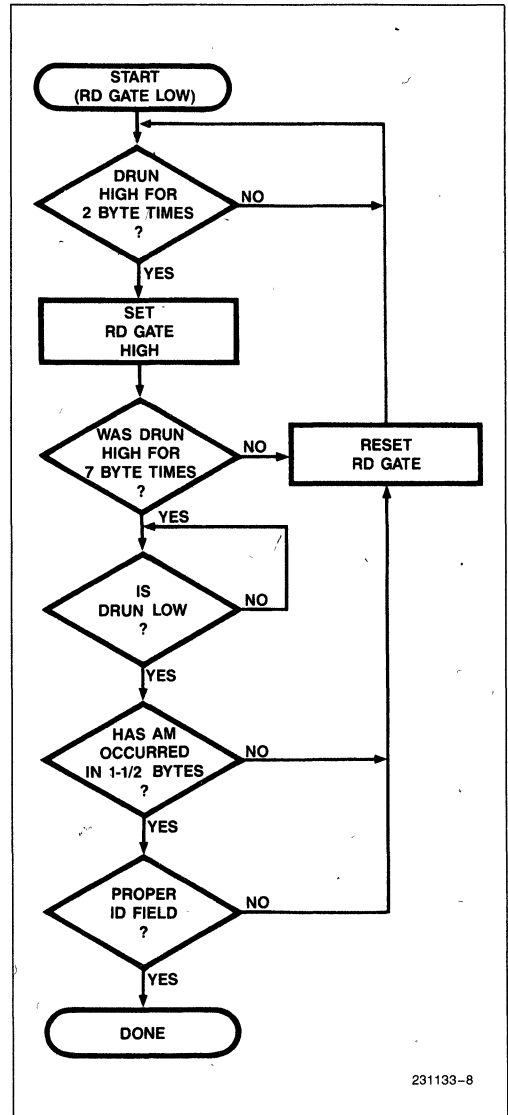 START
(RD GATE LOW)
DRUN
HIGH FOR
2 BYTE TIMES
?
NO
YES
SET
RD GATE
HIGH
WAS DRUN
HIGH FOR
7 BYTE TIMES
?
NO
RESET
RD GATE
YES
IS
DRUN LOW
?
NO
YES
HAS AM
OCCURRED
IN 1-1/2 BYTES
?
NO
YES
PROPER
ID FIELD
?
NO
YES
DONE
231133–8